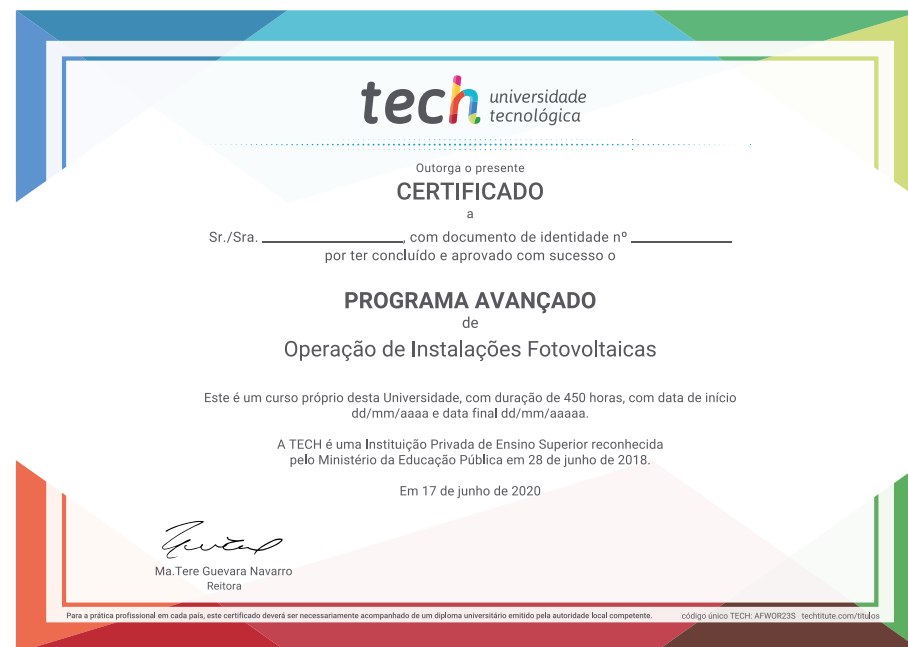 tech universidade
tecnológica
Outorga o presente
CERTIFICADO
a
Sr./Sra. ____________, com documento de identidade nº ____________
por ter concluído e aprovado com sucesso o
PROGRAMA AVANÇADO
de
Operação de Instalações Fotovoltaicas
Este é um curso próprio desta Universidade, com duração de 450 horas, com data de início
dd/mm/aaaa e data final dd/mm/aaaaa.
A TECH é uma Instituição Privada de Ensino Superior reconhecida
pelo Ministério da Educação Pública em 28 de junho de 2018.
Em 17 de junho de 2020
Ma.Tere Guevara Navarro
Reitora
Para a prática profissional em cada país, este certificado deverá ser necessariamente acompanhado de um diploma universitário emitido pela autoridade local competente. código único TECH: AFWOR23S techtitute.com/titulos